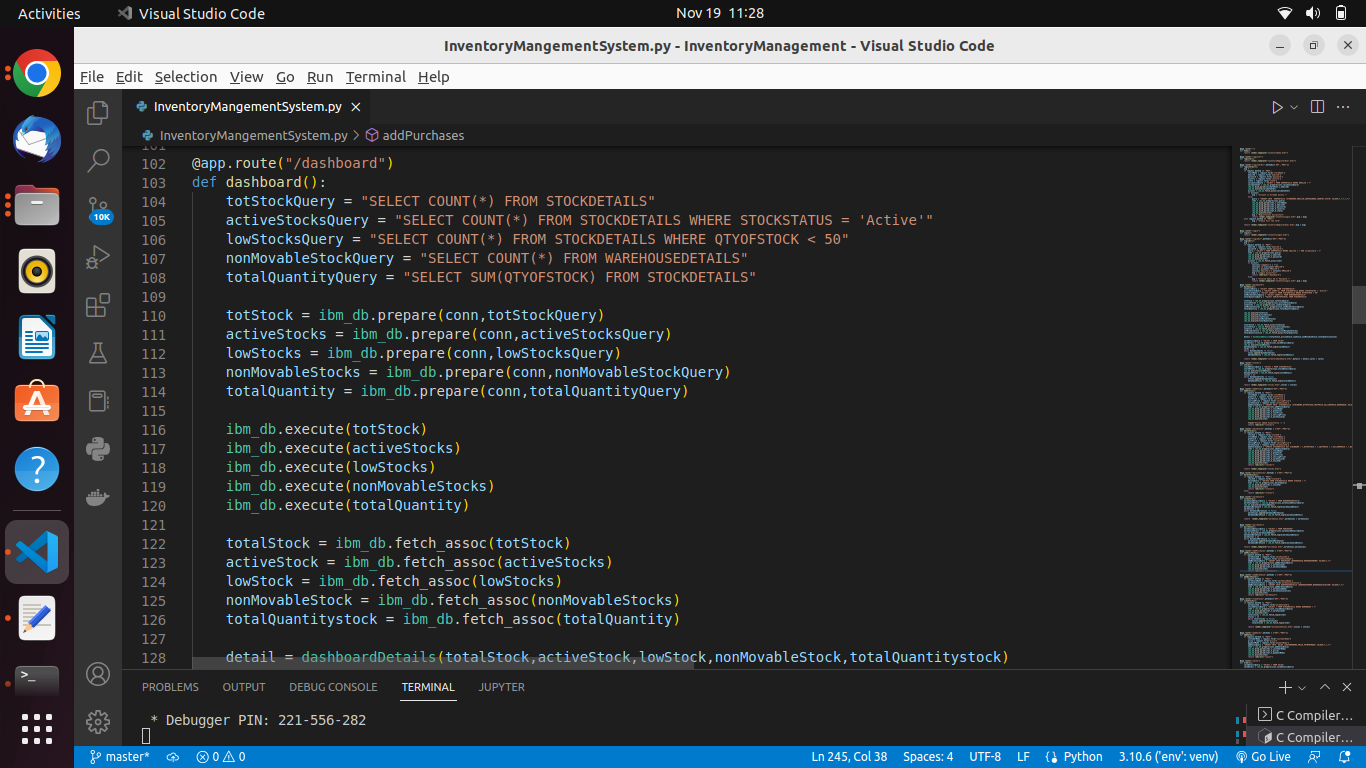 Activities
Visual Studio Code
Nov 19 11:28
InventoryMangementSystem.py - InventoryManagement - Visual Studio Code
File Edit Selection View Go Run Terminal Help
InventoryMangementSystem.py
InventoryMangementSystem.py > addPurchases
101
102 @app.route("/dashboard")
103 def dashboard():
104 totStockQuery = "SELECT COUNT(*) FROM STOCKDETAILS"
105 activeStocksQuery = "SELECT COUNT(*) FROM STOCKDETAILS WHERE STOCKSTATUS = 'Active'"
106 lowStocksQuery = "SELECT COUNT(*) FROM STOCKDETAILS WHERE QTYOFSTOCK < 50"
107 nonMovableStockQuery = "SELECT COUNT(*) FROM WAREHOUSEDETAILS"
108 totalQuantityQuery = "SELECT SUM(QTYOFSTOCK) FROM STOCKDETAILS"
109
110 totStock = ibm_db.prepare(conn,totStockQuery)
111 activeStocks = ibm_db.prepare(conn,activeStocksQuery)
112 lowStocks = ibm_db.prepare(conn,lowStocksQuery)
113 nonMovableStocks = ibm_db.prepare(conn,nonMovableStockQuery)
114 totalQuantity = ibm_db.prepare(conn,totalQuantityQuery)
115
116 ibm_db.execute(totStock)
117 ibm_db.execute(activeStocks)
118 ibm_db.execute(lowStocks)
119 ibm_db.execute(nonMovableStocks)
120 ibm_db.execute(totalQuantity)
121
122 totalStock = ibm_db.fetch_assoc(totStock)
123 activeStock = ibm_db.fetch_assoc(activeStocks)
124 lowStock = ibm_db.fetch_assoc(lowStocks)
125 nonMovableStock = ibm_db.fetch_assoc(nonMovableStocks)
126 totalQuantitystock = ibm_db.fetch_assoc(totalQuantity)
127
128 detail = dashboardDetails(totalStock,activeStock,lowStock,nonMovableStock,totalQuantitystock)
10K
PROBLEMS OUTPUT DEBUG CONSOLE TERMINAL JUPYTER
* Debugger PIN: 221-556-282
C Compiler...
C Compiler...
master* 0 0 Ln 245, Col 38 Spaces: 4 UTF-8 LF Python 3.10.6 ('env': venv) Go Live